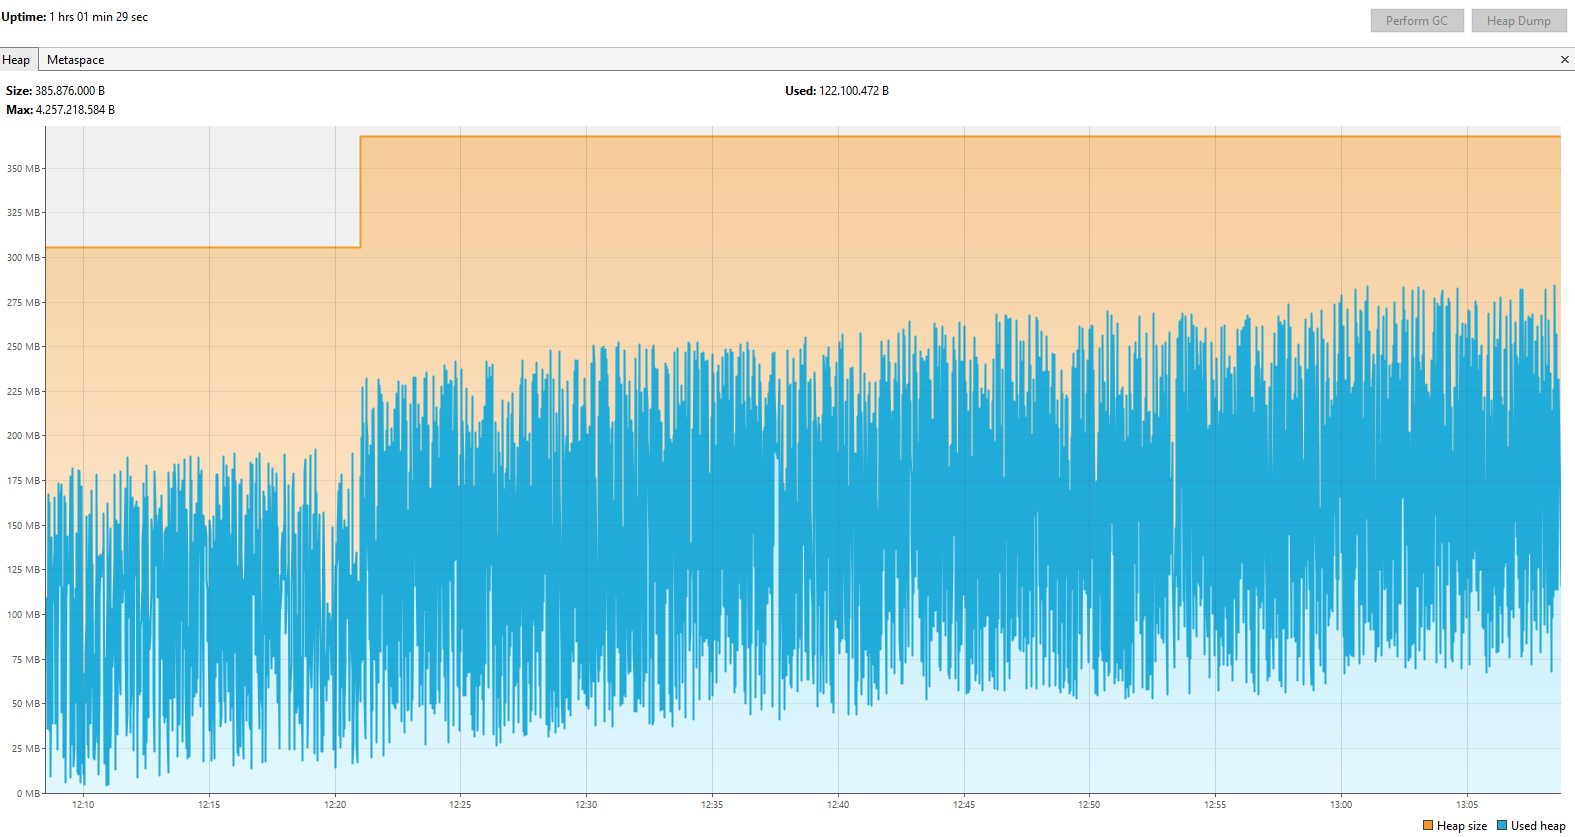 Uptime: 1 hrs 01 min 29 sec
Perform GC Heap Dump
Heap Metaspace ×
Size: 385.876.000 B Used: 122.100.472 B
Max: 4.257.218.584 B
350 MB
325 MB
300 MB
275 MB
250 MB
225 MB
200 MB
175 MB
150 MB
125 MB
100 MB
75 MB
50 MB
25 MB
0 MB
12:10 12:15 12:20 12:25 12:30 12:35 12:40 12:45 12:50 12:55 13:00 13:05
Heap size Used heap